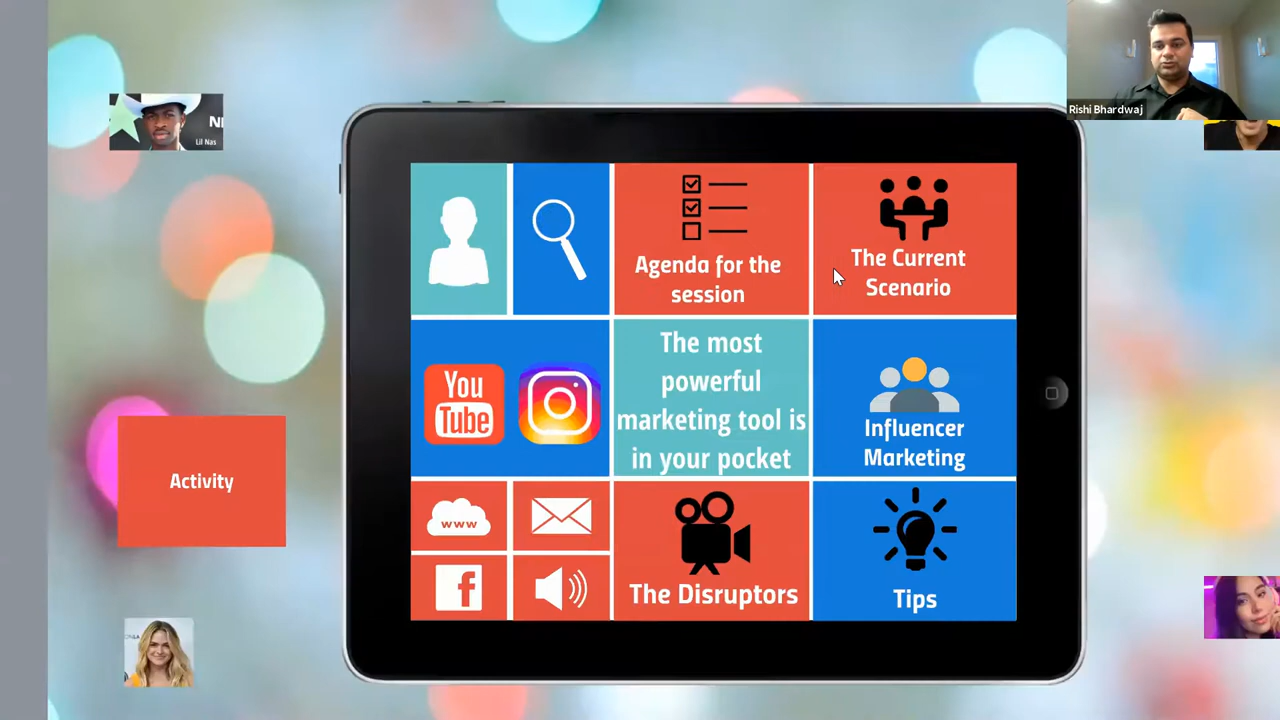 Rishi Bhardwaj
Lil Nas
Agenda for the
session
The Current
Scenario
You
Tube
The most
powerful
marketing tool is
in your pocket
Influencer
Marketing
Activity
www
f
The Disruptors
Tips